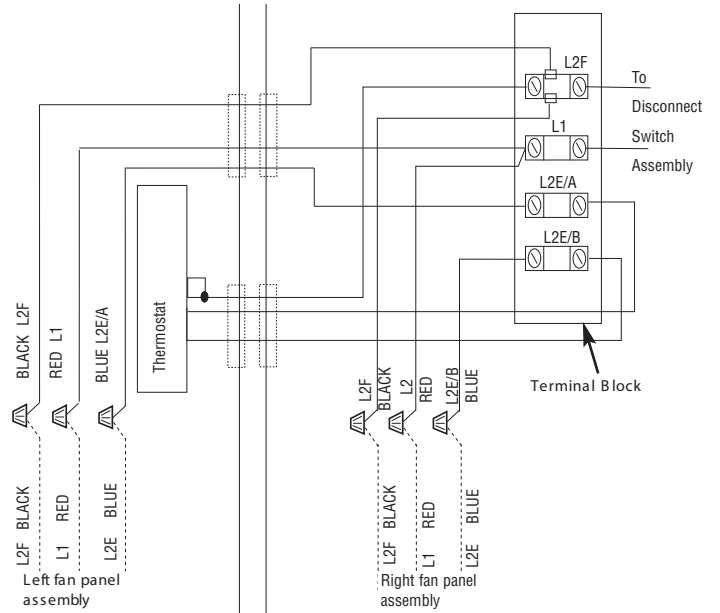 L2F
To
Disconnect
L1
Switch
Assembly
L2E/A
L2E/B
Terminal Block
Thermostat
BLACK L2F
RED L1
BLUE L2E/A
L2F
BLACK
L2
RED
L2E/B
BLUE
L2F BLACK
L1 RED
L2E BLUE
Left fan panel
assembly
L2F BLACK
L1 RED
L2E BLUE
Right fan panel
assembly